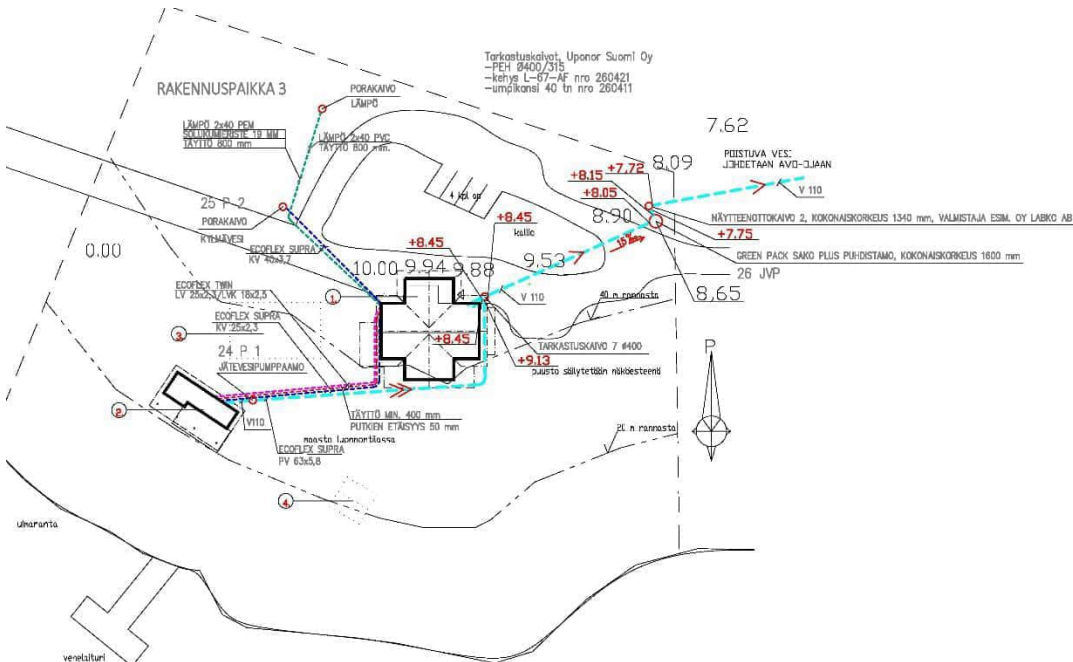 Tarkastuskaivot, Uponor Suomi Oy
-PEH Ø400/315
-kehys L-67-AF nro 260421
-umpikansi 40 tn nro 260411
RAKENNUSPAIKKA 3
PORAKAIVO
LÄMPÖ
LÄMPÖ 2x40 PEM
SOLUKUMIERISTE 19 MM
TÄYTTÖ 800 mm
LÄMPÖ 2x40 PVC
TÄYTTÖ 800 mm.
7.62
POISTUVA VESI
JOHDETAAN AVO-OJAAN
8.09
+7.72
+8.15
+8.05
V 110
4 kpl ap
25 P 2
PORAKAIVO
KYLMÄVESI
+8.45
kallio
8.90
NÄYTTEENOTTOKAIVO 2, KOKONAISKORKEUS 1340 mm, VALMISTAJA ESIM. OY LABKO AB
+7.75
0.00
ECOFLEX SUPRA
KV 40x3,7
+8.45
15‰
GREEN PACK SAKO PLUS PUHDISTAMO, KOKONAISKORKEUS 1600 mm
10.00
9.94
9.88
9.53
26 JVP
ECOFLEX TWIN
LV 25x2,3/LVK 18x2,5
1.
V 110
40 m rannasta
8,65
ECOFLEX SUPRA
KV 25x2,3
3.
+8.45
TARKASTUSKAIVO 7 Ø400
24 P 1
+9.13
P
JÄTEVESIPUMPPAAMO
puusto säilytetään näköesteenä
2.
V110
TÄYTTÖ MIN. 400 mm
PUTKIEN ETÄISYYS 50 mm
maasto luonnontilassa
20 m rannasta
ECOFLEX SUPRA
PV 63x5,8
4.
uimaranta
venelaituri